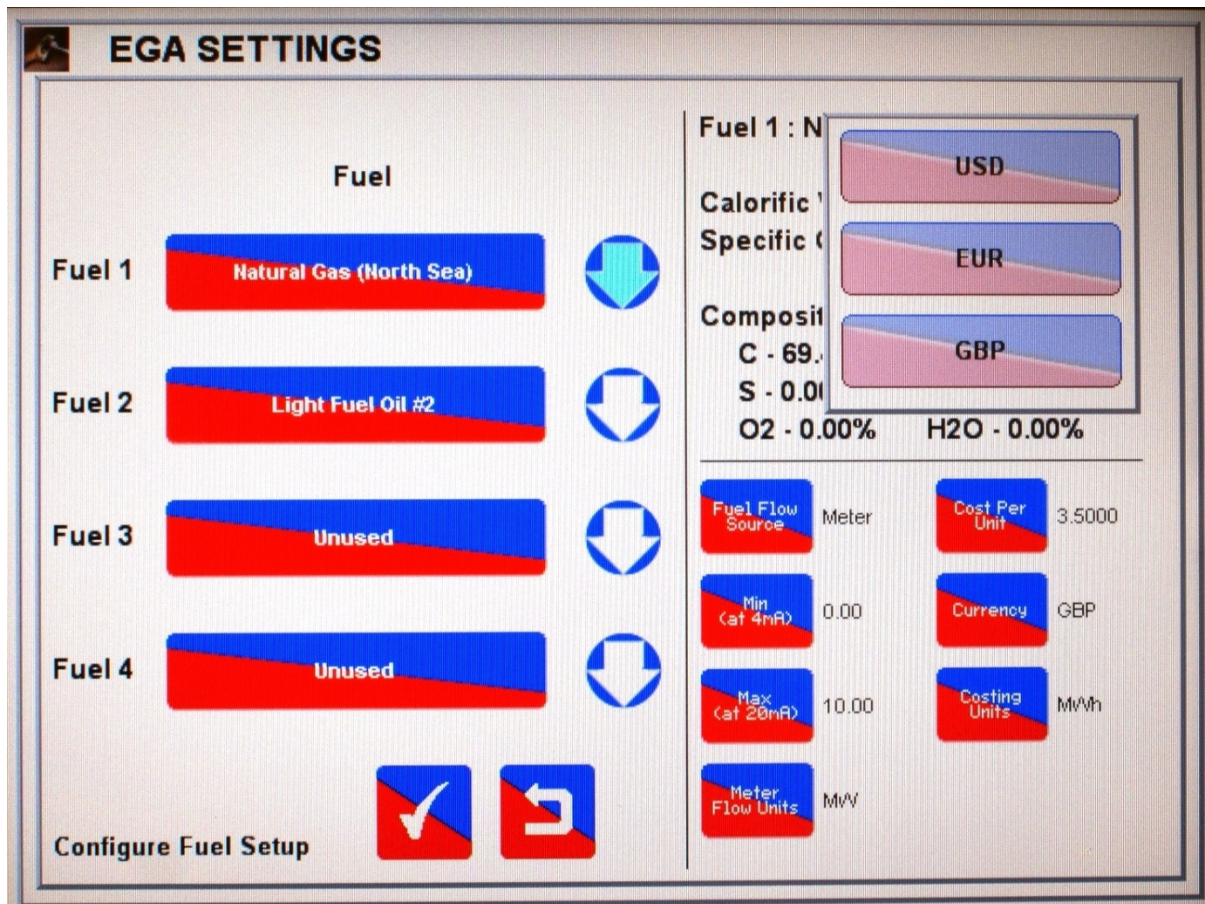 EGA SETTINGS
Fuel
Fuel 1
Natural Gas (North Sea)
Fuel 2
Light Fuel Oil #2
Fuel 3
Unused
Fuel 4
Unused
Configure Fuel Setup
Fuel 1 : N
Calorific
Specific
Composit
C - 69.
S - 0.00
O2 - 0.00% H2O - 0.00%
USD
EUR
GBP
Fuel Flow
Source
Meter
Cost Per
Unit
3.5000
Min
(at 4mA)
0.00
Currency
GBP
Max
(at 20mA)
10.00
Costing
Units
MWh
Meter
Flow Units
MW